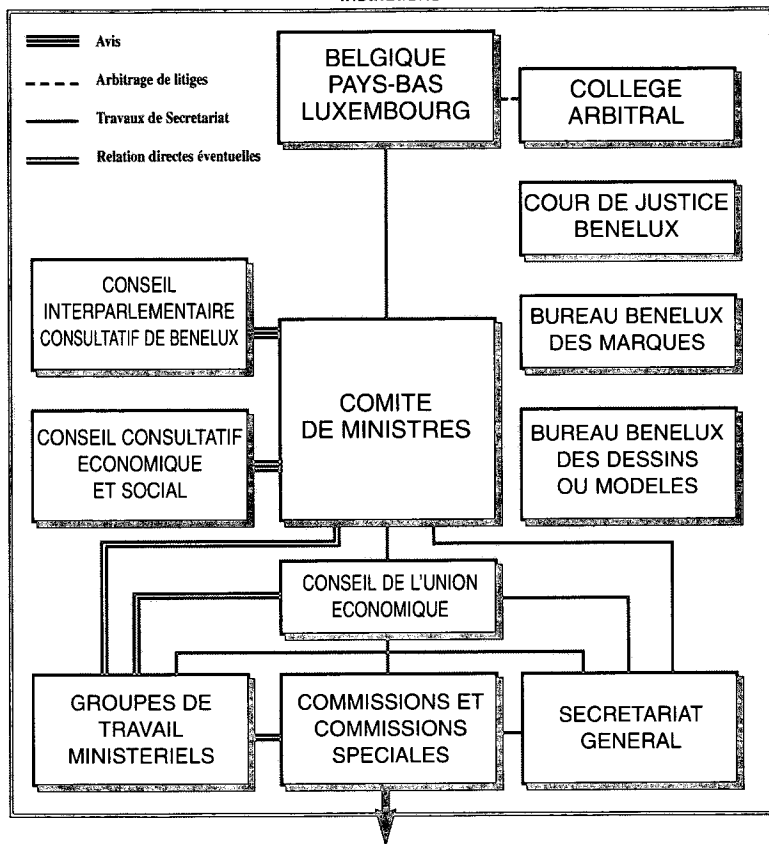 Avis
Arbitrage de litiges
Travaux de Secretariat
Relation directes éventuelles
BELGIQUE
PAYS-BAS
LUXEMBOURG
COLLEGE
ARBITRAL
COUR DE JUSTICE
BENELUX
CONSEIL
INTERPARLEMENTAIRE
CONSULTATIF DE BENELUX
BUREAU BENELUX
DES MARQUES
COMITE
DE MINISTRES
CONSEIL CONSULTATIF
ECONOMIQUE
ET SOCIAL
BUREAU BENELUX
DES DESSINS
OU MODELES
CONSEIL DE L'UNION
ECONOMIQUE
GROUPES DE
TRAVAIL
MINISTERIELS
COMMISSIONS ET
COMMISSIONS
SPECIALES
SECRETARIAT
GENERAL